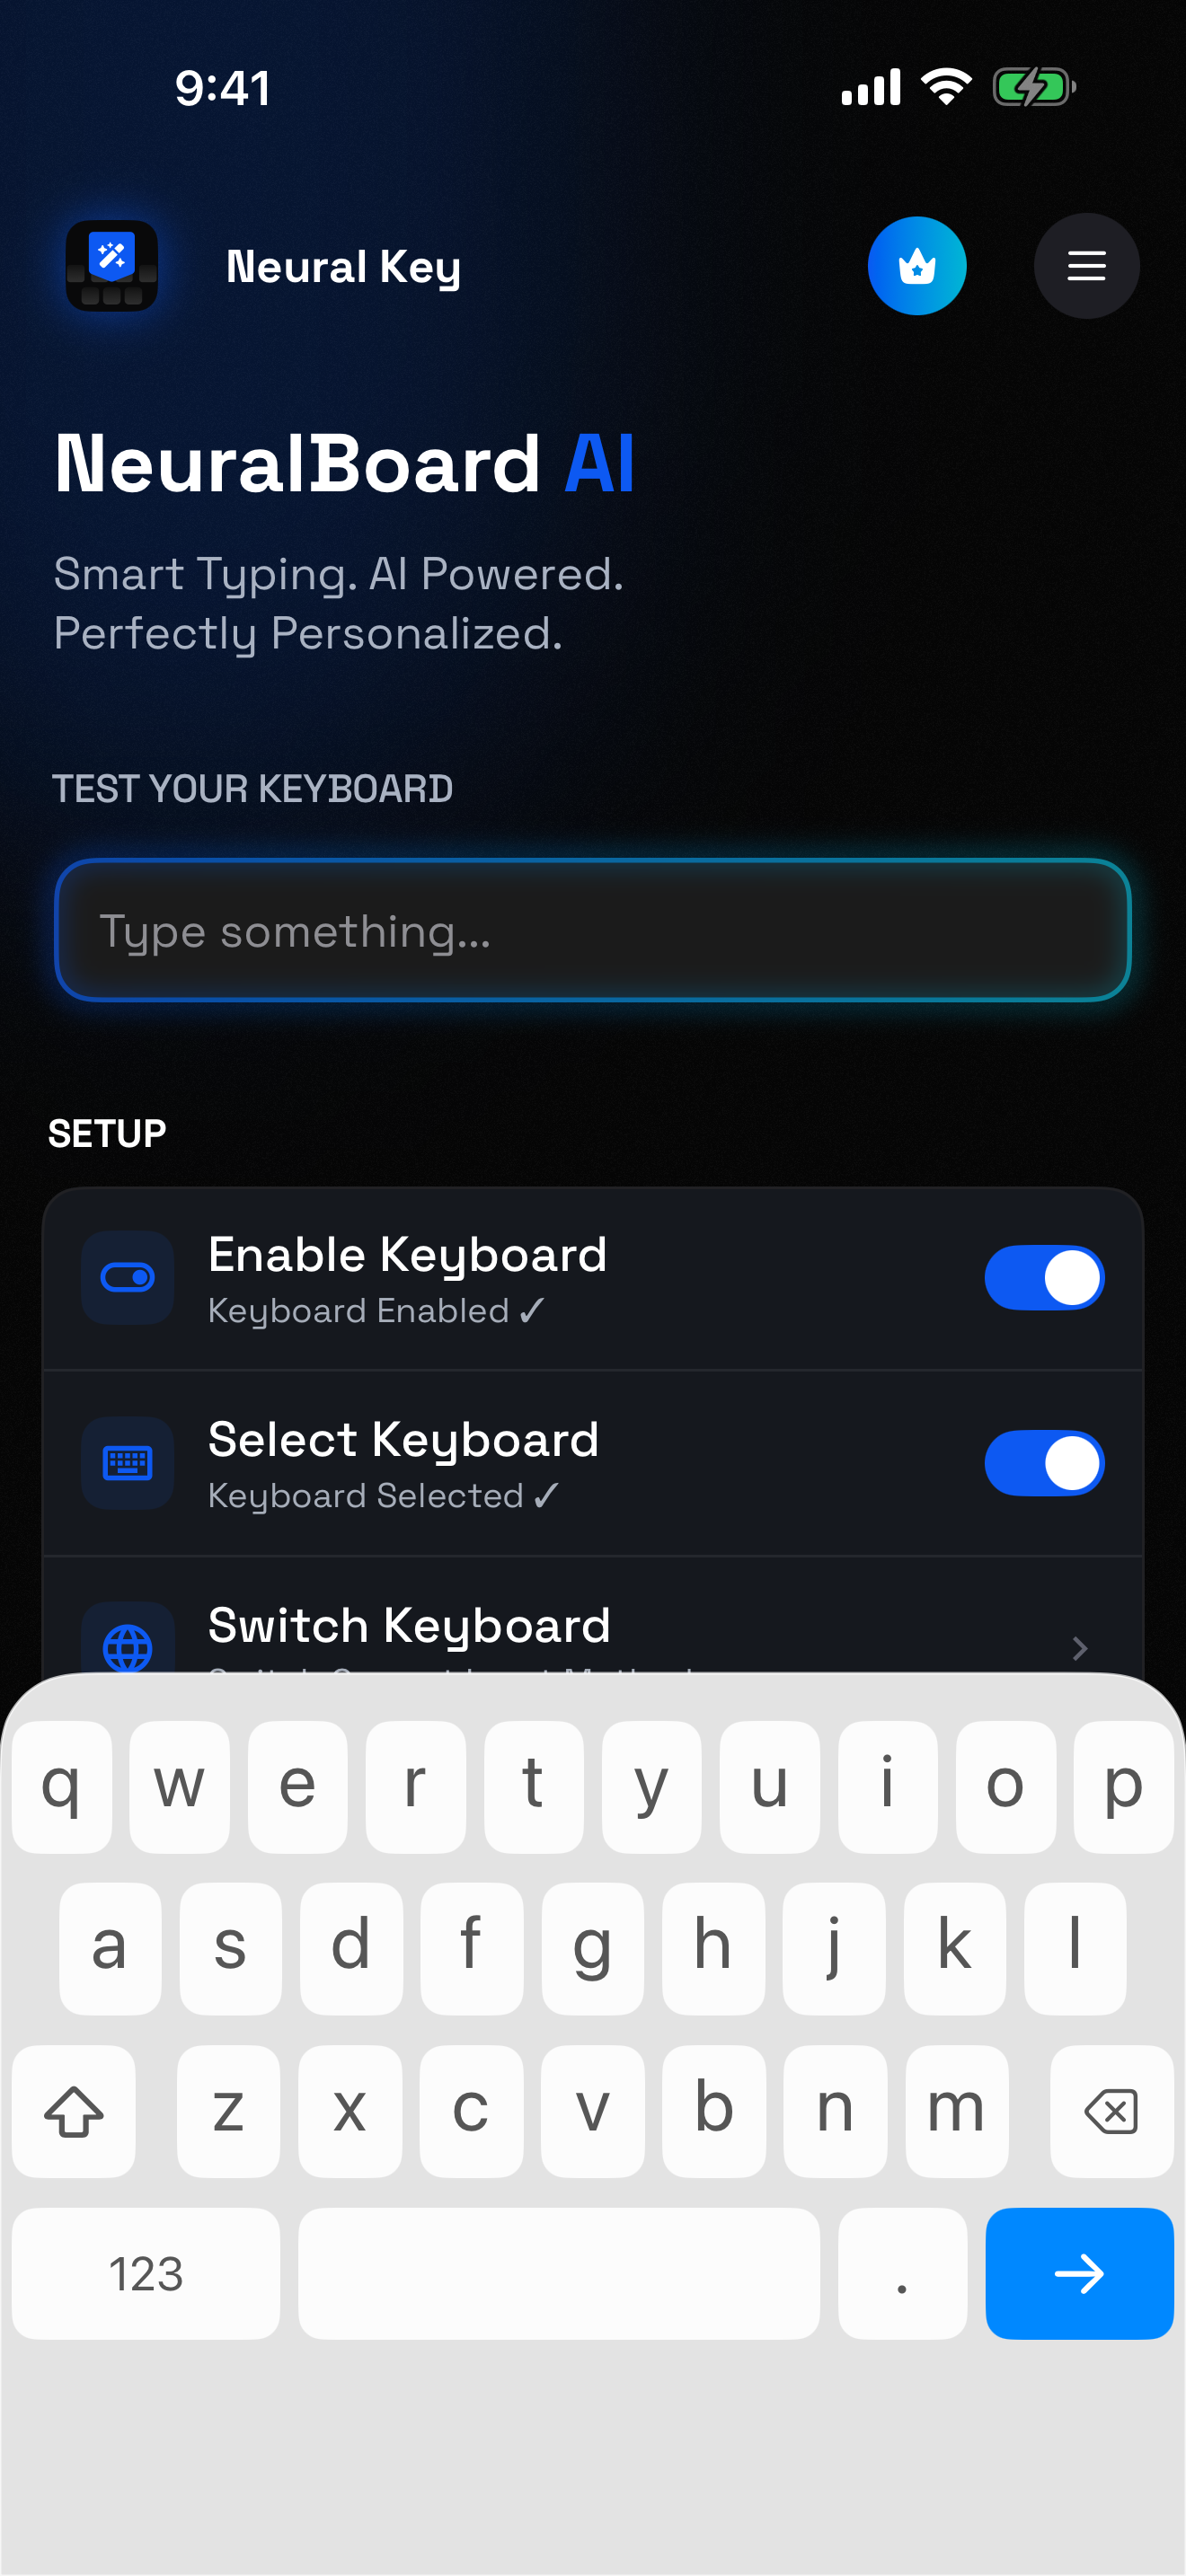 9:41
Neural Key
NeuralBoard AI
Smart Typing. AI Powered.
Perfectly Personalized.
TEST YOUR KEYBOARD
Type something...
SETUP
Enable Keyboard
Keyboard Enabled ✓
Select Keyboard
Keyboard Selected ✓
Switch Keyboard
q w e r t y u i o p
a s d f g h j k l
z x c v b n m
123 .